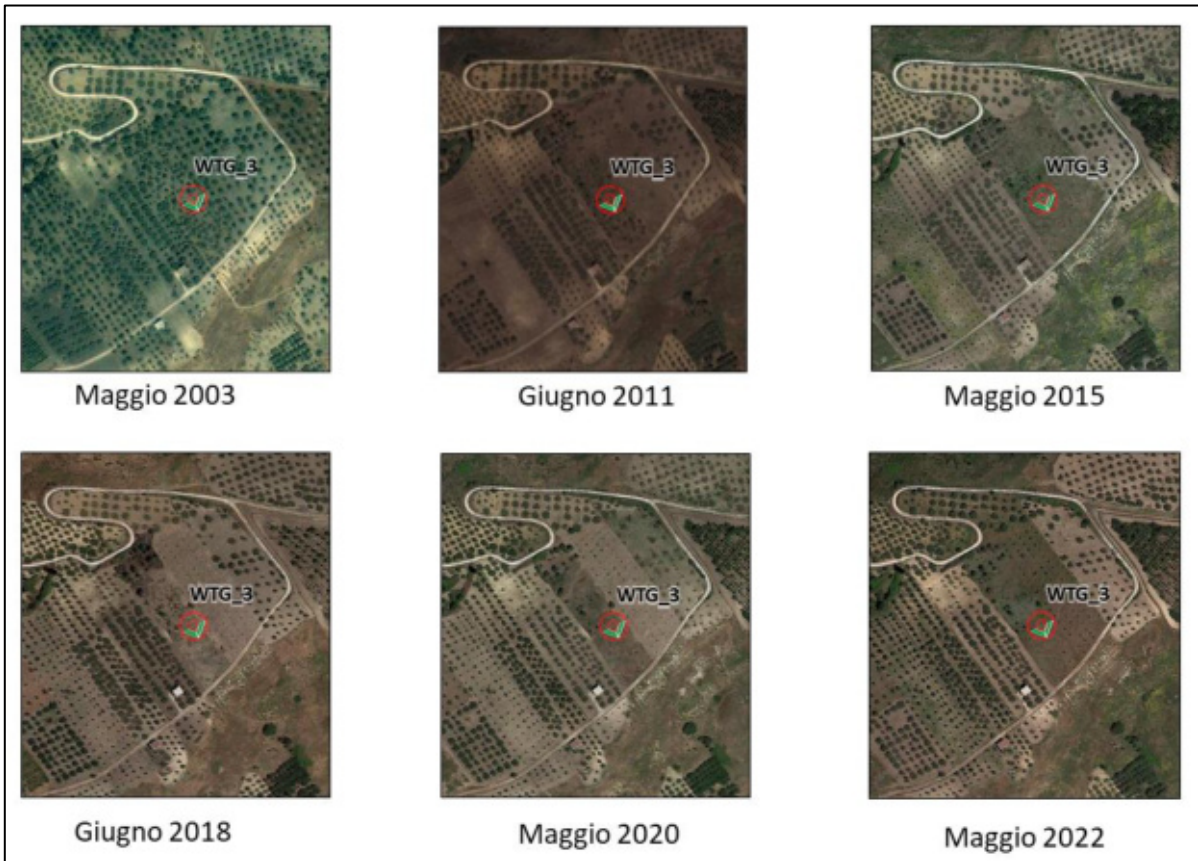 WTG_3
WTG_3
WTG_3
Maggio 2003
Giugno 2011
Maggio 2015
WTG_3
WTG_3
WTG_3
Giugno 2018
Maggio 2020
Maggio 2022